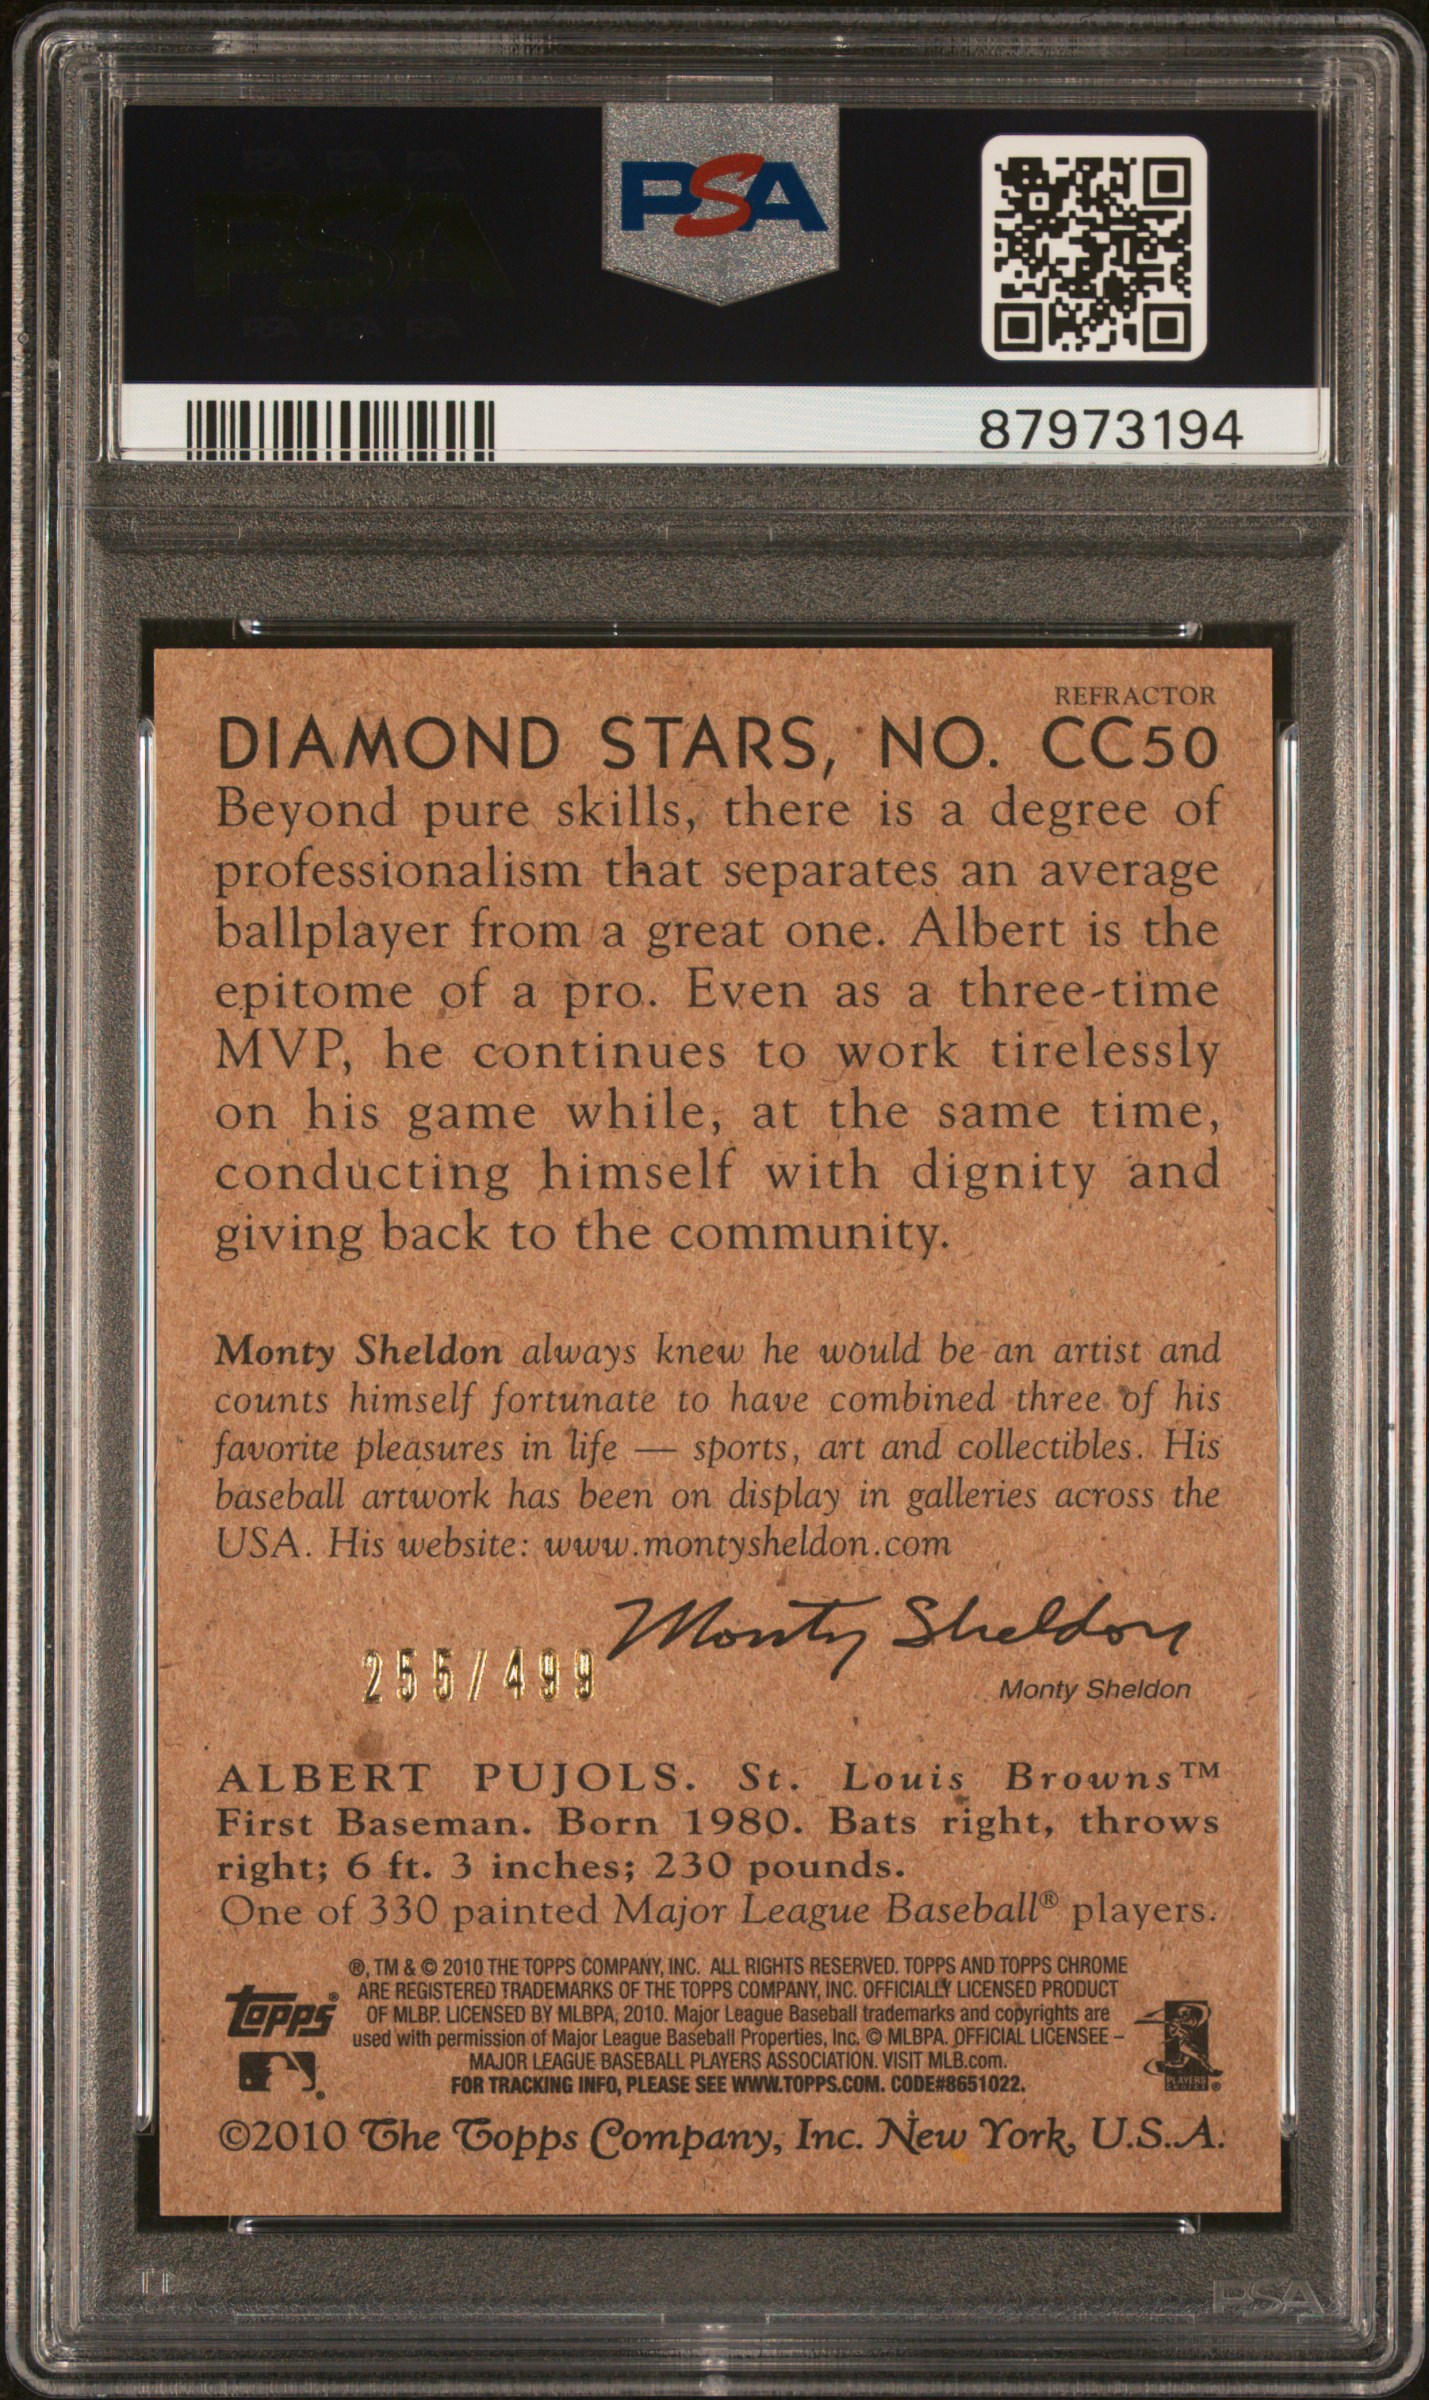 PSA
87973194
REFRACTOR
DIAMOND STARS, NO. CC50
Beyond pure skills, there is a degree of
professionalism that separates an average
ballplayer from a great one. Albert is the
epitome of a pro. Even as a three-time
MVP, he continues to work tirelessly
on his game while, at the same time,
conducting himself with dignity and
giving back to the community.
Monty Sheldon always knew he would be an artist and
counts himself fortunate to have combined three of his
favorite pleasures in life — sports, art and collectibles. His
baseball artwork has been on display in galleries across the
USA. His website: www.montysheldon.com
Monty Sheldon
255/499
Monty Sheldon
ALBERT PUJOLS. St. Louis Browns™
First Baseman. Born 1980. Bats right, throws
right; 6 ft. 3 inches; 230 pounds.
One of 330 painted Major League Baseball® players.
®, TM & © 2010 THE TOPPS COMPANY, INC. ALL RIGHTS RESERVED. TOPPS AND TOPPS CHROME
ARE REGISTERED TRADEMARKS OF THE TOPPS COMPANY, INC. OFFICIALLY LICENSED PRODUCT
OF MLBP. LICENSED BY MLBPA, 2010. Major League Baseball trademarks and copyrights are
used with permission of Major League Baseball Properties, Inc. © MLBPA. OFFICIAL LICENSEE –
MAJOR LEAGUE BASEBALL PLAYERS ASSOCIATION. VISIT MLB.com.
FOR TRACKING INFO, PLEASE SEE WWW.TOPPS.COM. CODE#8651022.
topps®
PLAYERS CHOICE ®
©2010 The Topps Company, Inc. New York, U.S.A.
PSA